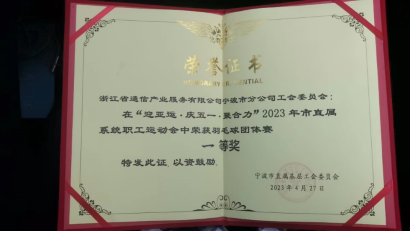 荣誉证书
HONORARY CREDENTIAL
浙江省通信产业服务有限公司宁波市分公司工会委员会：
在“迎亚运·庆五一·聚合力”2023年市直属
系统职工运动会中荣获羽毛球团体赛
一等奖
特发此证，以资鼓励。
宁波市直属基层工会委员会
2023年4月27日